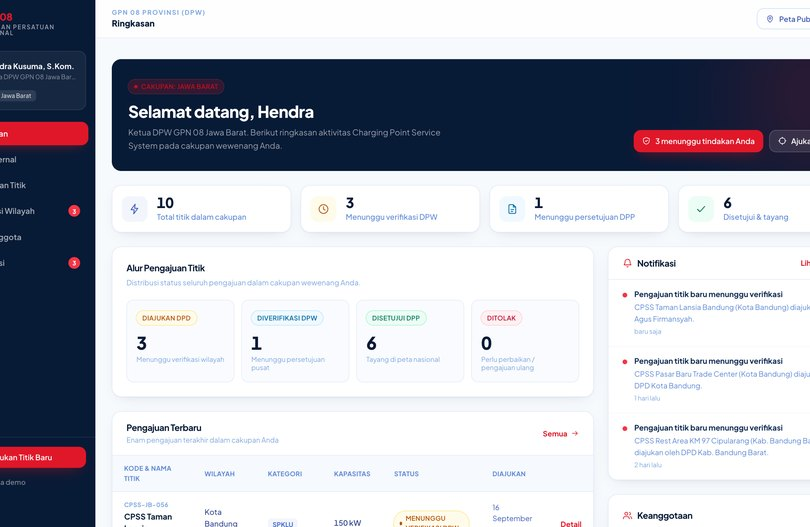 08
AN PERSATUAN
NAL
dra Kusuma, S.Kom.
a DPW GPN 08 Jawa Bar...
Jawa Barat
an
ernal
an Titik
si Wilayah 3
ggota
si 3
ukan Titik Baru
a demo
GPN 08 PROVINSI (DPW)
Ringkasan
Peta Pub
CAKUPAN: JAWA BARAT
Selamat datang, Hendra
Ketua DPW GPN 08 Jawa Barat. Berikut ringkasan aktivitas Charging Point Service
System pada cakupan wewenang Anda.
3 menunggu tindakan Anda
Ajuka
10
Total titik dalam cakupan
3
Menunggu verifikasi DPW
1
Menunggu persetujuan DPP
6
Disetujui & tayang
Alur Pengajuan Titik
Distribusi status seluruh pengajuan dalam cakupan wewenang Anda.
DIAJUKAN DPD
3
Menunggu verifikasi wilayah
DIVERIFIKASI DPW
1
Menunggu persetujuan
pusat
DISETUJUI DPP
6
Tayang di peta nasional
DITOLAK
0
Perlu perbaikan /
pengajuan ulang
Notifikasi
Lih
Pengajuan titik baru menunggu verifikasi
CPSS Taman Lansia Bandung (Kota Bandung) diajuk
Agus Firmansyah.
baru saja
Pengajuan titik baru menunggu verifikasi
CPSS Pasar Baru Trade Center (Kota Bandung) diaju
DPD Kota Bandung.
1 hari lalu
Pengajuan titik baru menunggu verifikasi
CPSS Rest Area KM 97 Cipularang (Kab. Bandung Ba
diajukan oleh DPD Kab. Bandung Barat.
2 hari lalu
Keanggotaan
Pengajuan Terbaru
Enam pengajuan terakhir dalam cakupan Anda
Semua →
KODE & NAMA
TITIK
WILAYAH
KATEGORI
KAPASITAS
STATUS
DIAJUKAN
CPSS-JB-056
CPSS Taman
Kota
Bandung
SPKLU
150 kW
MENUNGGU
16
September
Detail